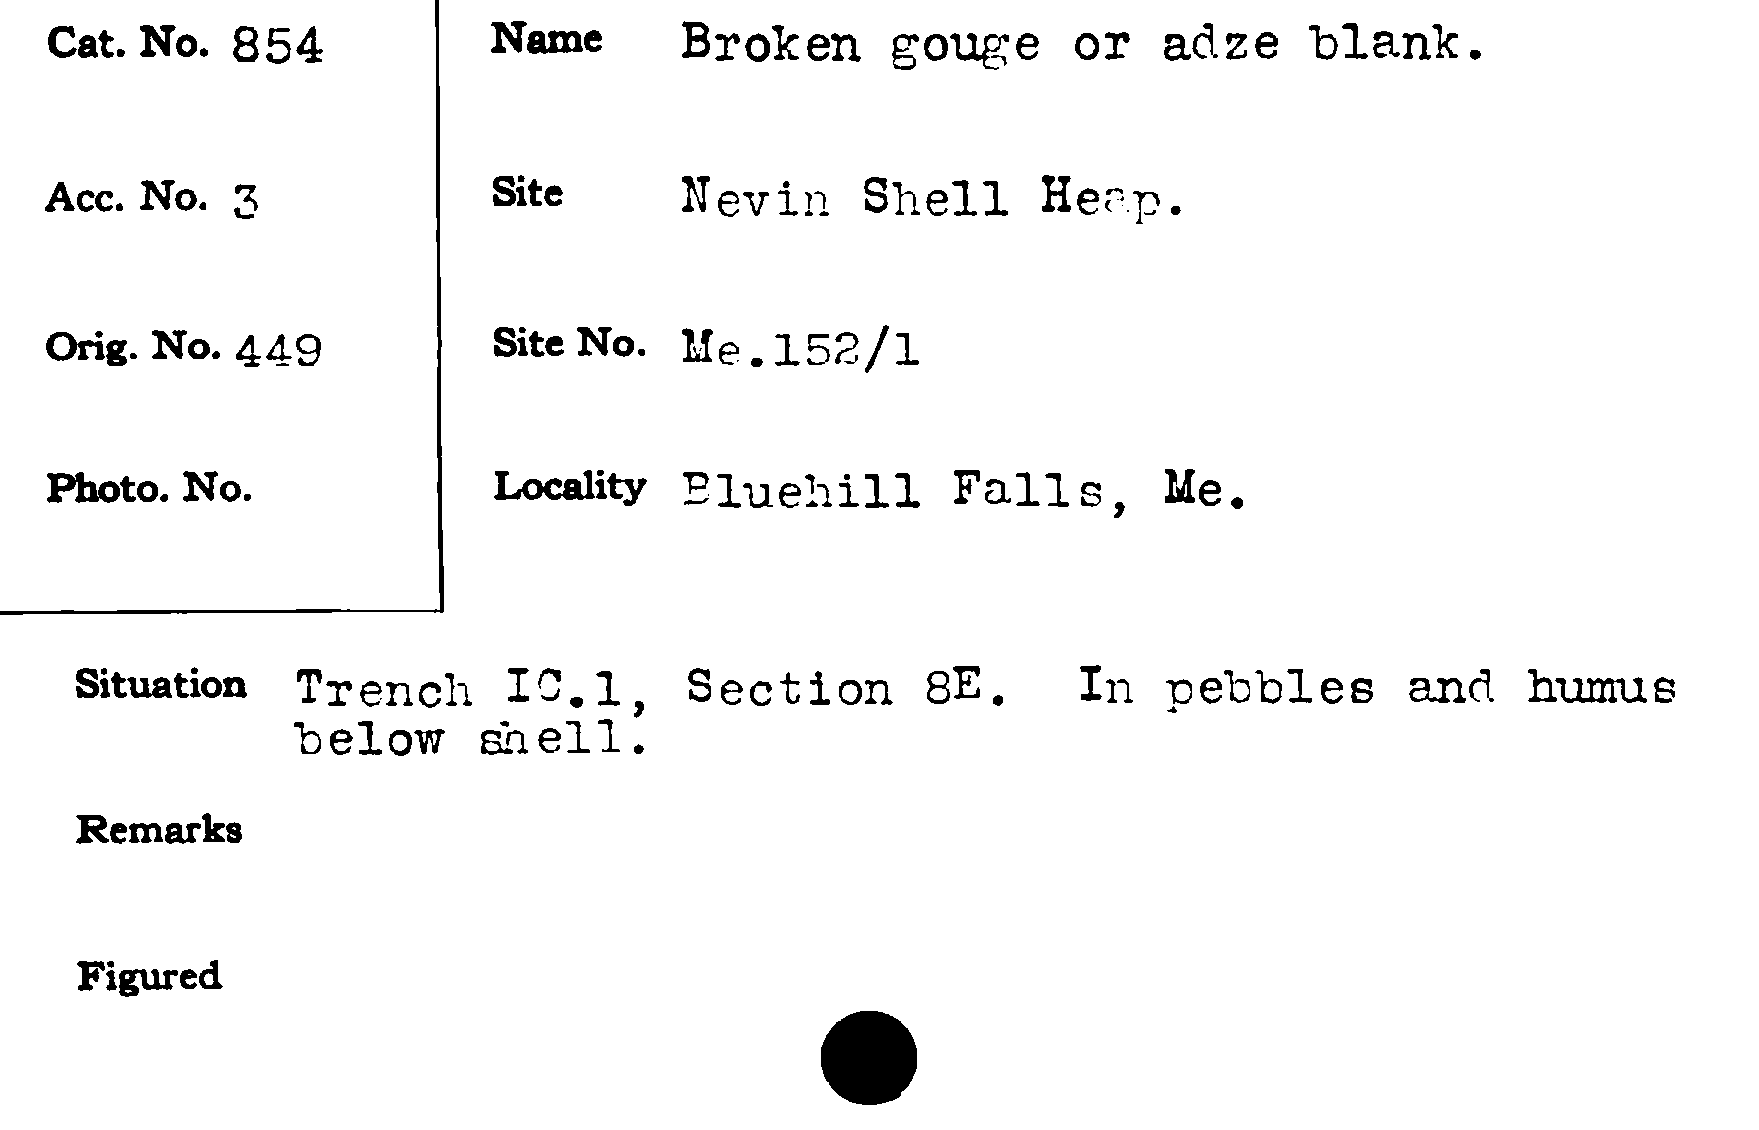 Cat. No. 854
Name Broken gouge or adze blank.
Acc. No. 3
Site Nevin Shell Heap.
Orig. No. 449
Site No. Me.152/1
Photo. No.
Locality Bluehill Falls, Me.
Situation Trench IC.1, Section 8E. In pebbles and humus
below shell.
Remarks
Figured